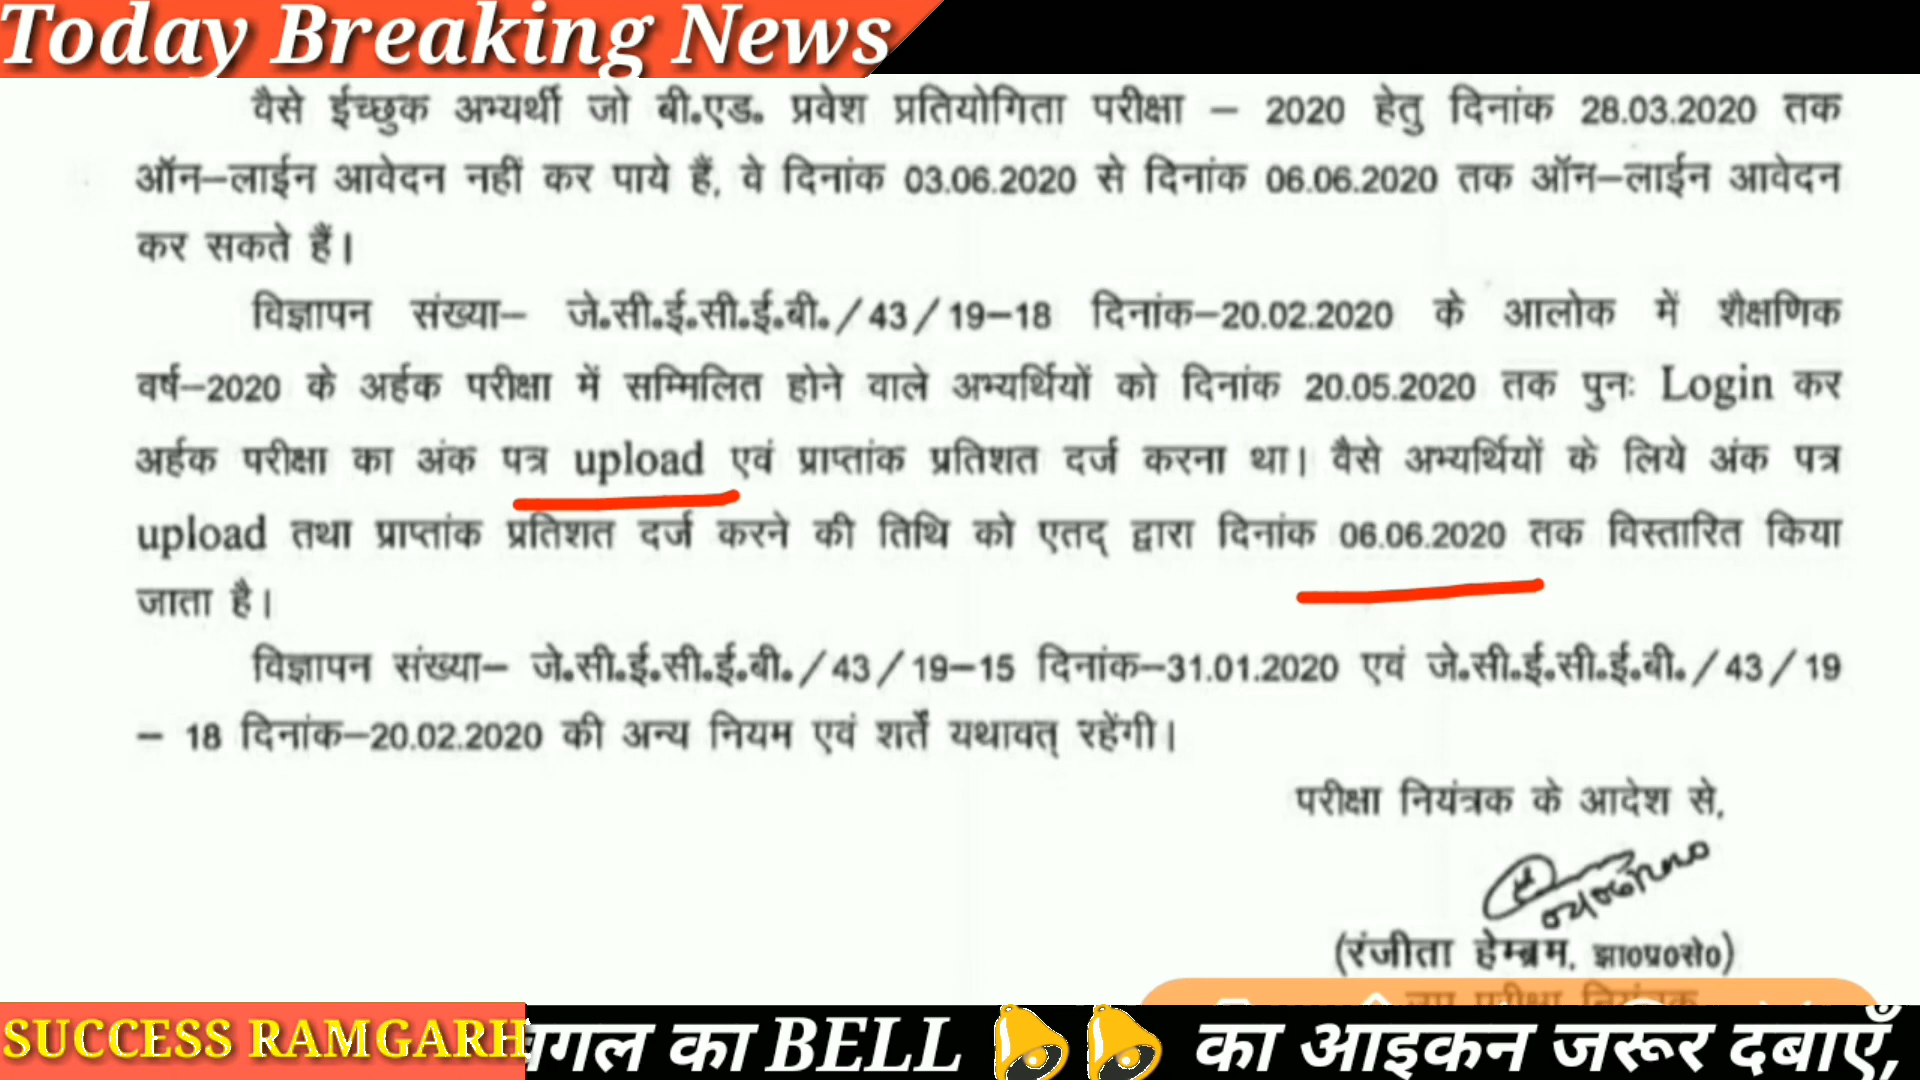 Today Breaking News
वैसे ईच्छुक अभ्यर्थी जो बी.एड. प्रवेश प्रतियोगिता परीक्षा – 2020 हेतु दिनांक 28.03.2020 तक
ऑन–लाईन आवेदन नहीं कर पाये हैं, वे दिनांक 03.06.2020 से दिनांक 06.06.2020 तक ऑन–लाईन आवेदन
कर सकते हैं।
विज्ञापन संख्या– जे.सी.ई.सी.ई.बी./43/19–18 दिनांक–20.02.2020 के आलोक में शैक्षणिक
वर्ष–2020 के अर्हक परीक्षा में सम्मिलित होने वाले अभ्यर्थियों को दिनांक 20.05.2020 तक पुनः Login कर
अर्हक परीक्षा का अंक पत्र upload एवं प्राप्तांक प्रतिशत दर्ज करना था। वैसे अभ्यर्थियों के लिये अंक पत्र
upload तथा प्राप्तांक प्रतिशत दर्ज करने की तिथि को एतद् द्वारा दिनांक 06.06.2020 तक विस्तारित किया
जाता है।
विज्ञापन संख्या– जे.सी.ई.सी.ई.बी./43/19–15 दिनांक–31.01.2020 एवं जे.सी.ई.सी.ई.बी./43/19
– 18 दिनांक–20.02.2020 की अन्य नियम एवं शर्तें यथावत् रहेंगी।
परीक्षा नियंत्रक के आदेश से,
(रंजीता हेम्ब्रम, झा०प्र०से०)
उप परीक्षा नियंत्रक
SUCCESS RAMGARH बगल का BELL का आइकन जरूर दबाएँ,